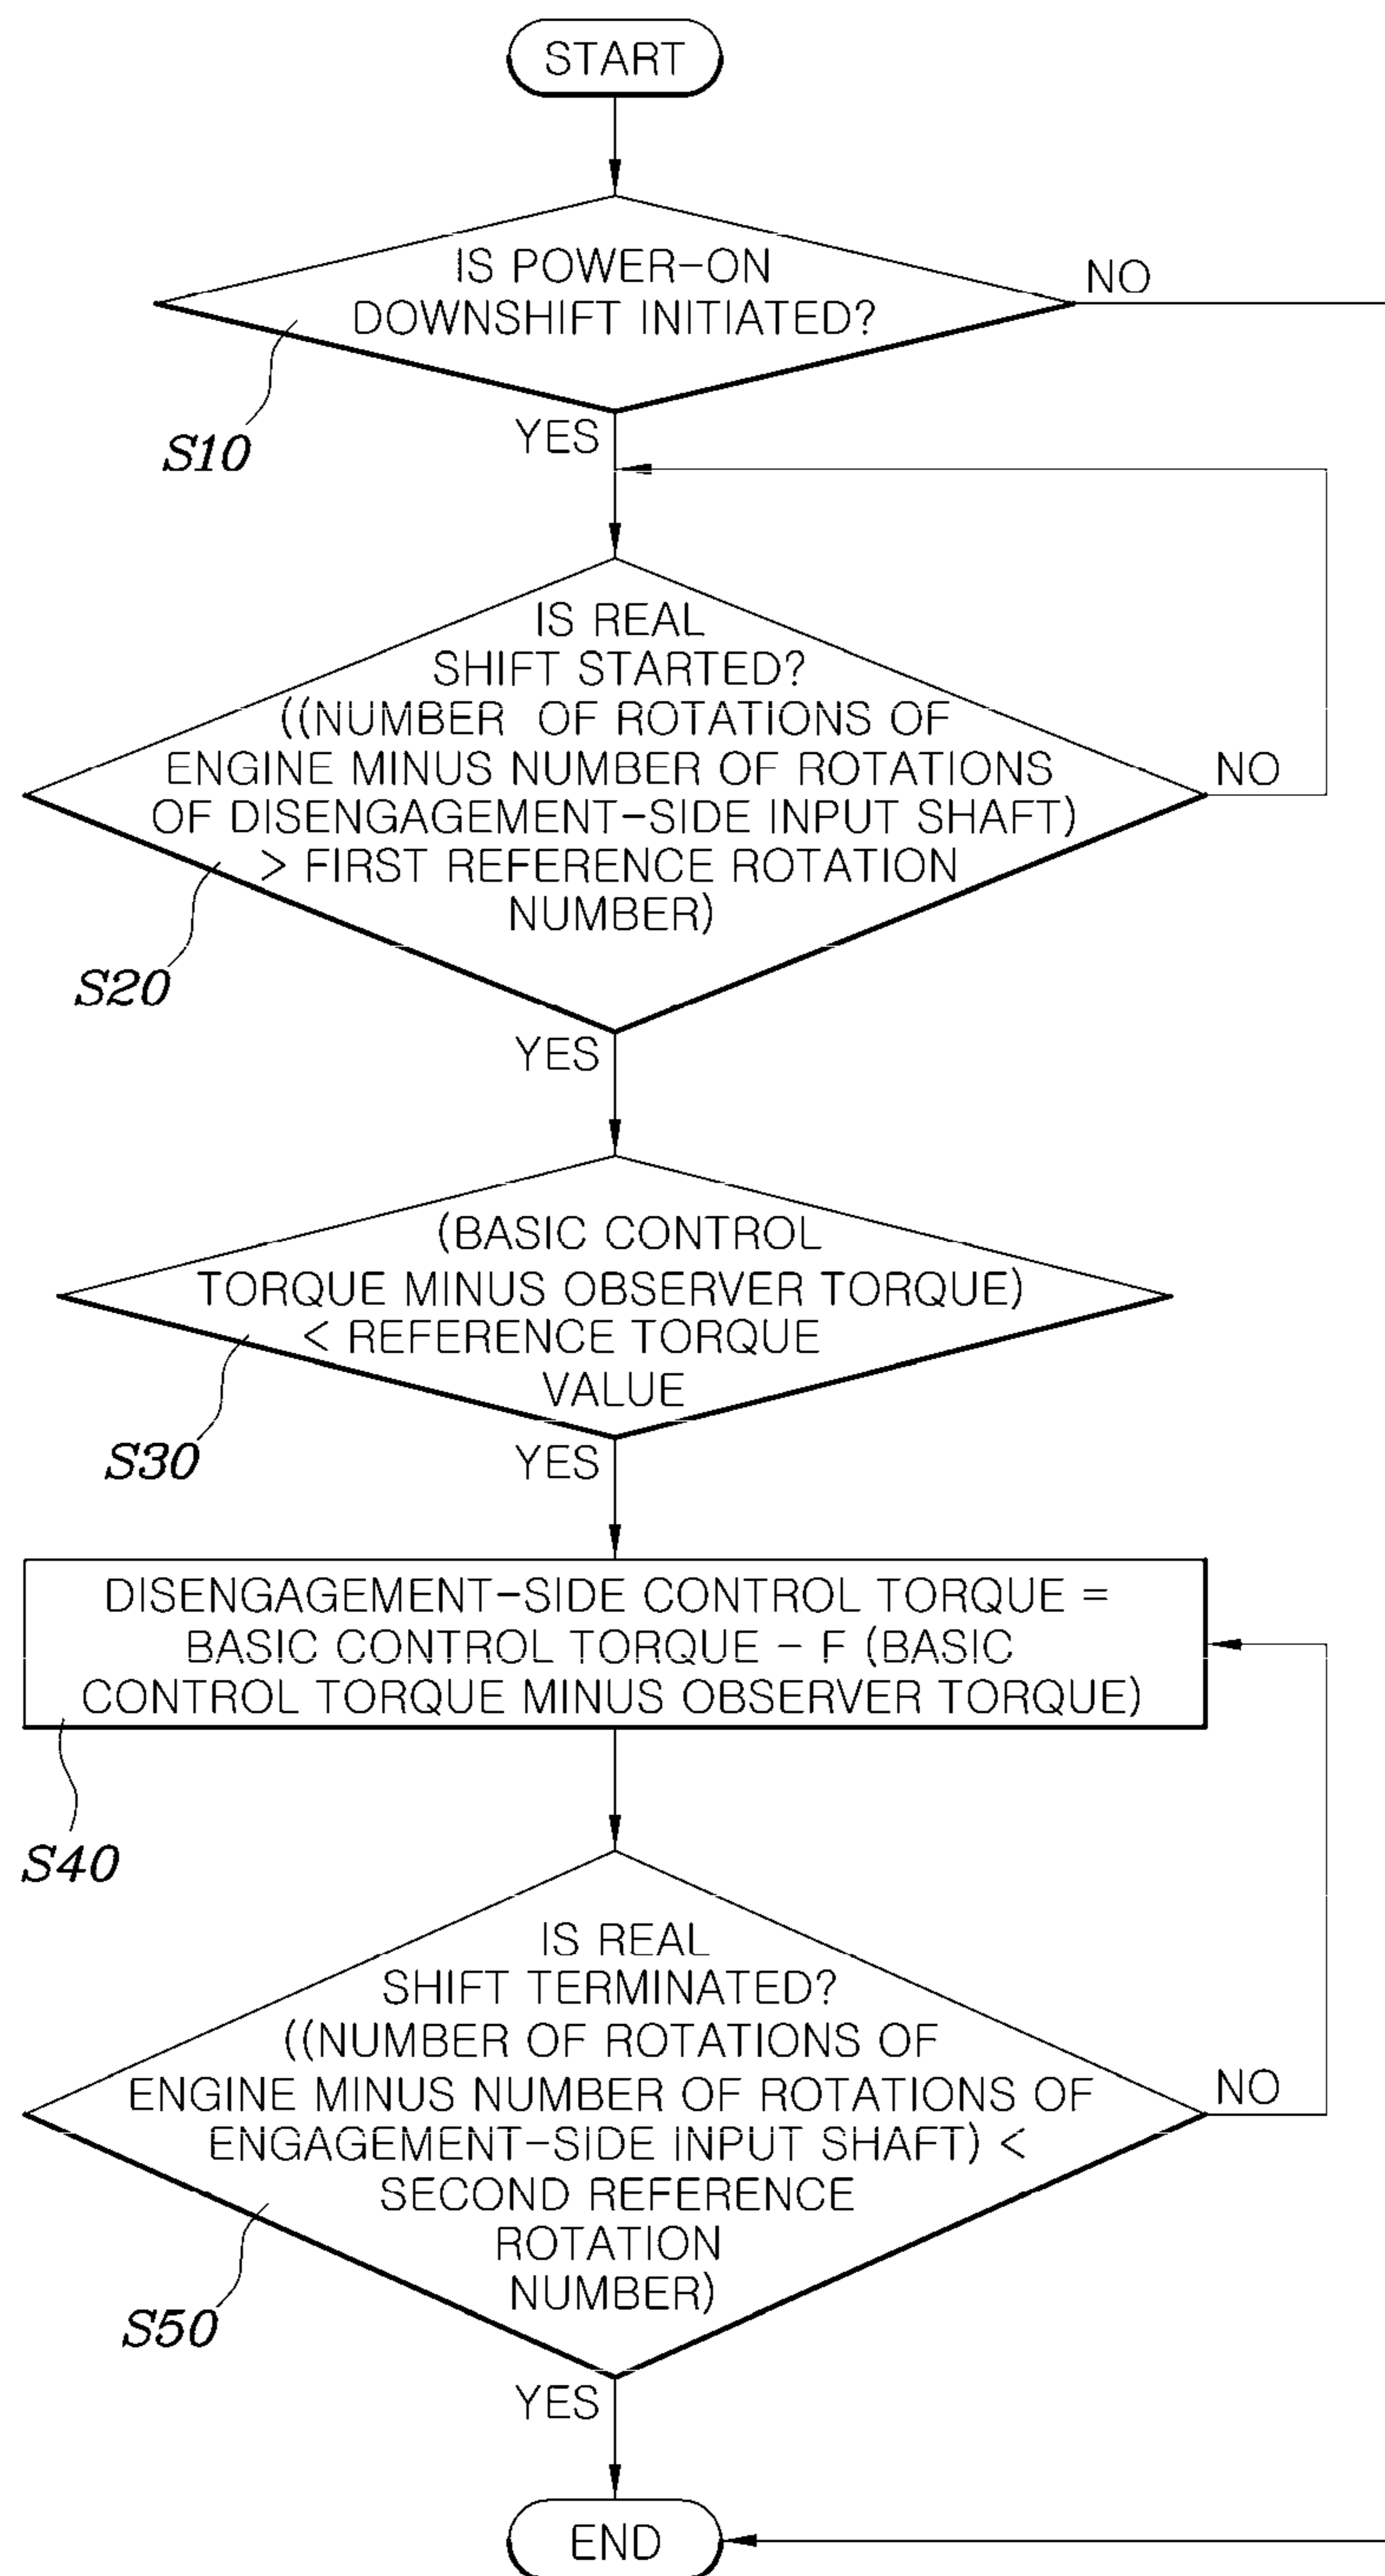 START
IS POWER-ON
DOWNSHIFT INITIATED?
NO
S10
YES
IS REAL
SHIFT STARTED?
((NUMBER OF ROTATIONS OF
ENGINE MINUS NUMBER OF ROTATIONS
OF DISENGAGEMENT-SIDE INPUT SHAFT)
> FIRST REFERENCE ROTATION
NUMBER)
NO
S20
YES
(BASIC CONTROL
TORQUE MINUS OBSERVER TORQUE)
< REFERENCE TORQUE
VALUE
S30
YES
DISENGAGEMENT-SIDE CONTROL TORQUE =
BASIC CONTROL TORQUE - F (BASIC
CONTROL TORQUE MINUS OBSERVER TORQUE)
S40
IS REAL
SHIFT TERMINATED?
((NUMBER OF ROTATIONS OF
ENGINE MINUS NUMBER OF ROTATIONS OF
ENGAGEMENT-SIDE INPUT SHAFT) <
SECOND REFERENCE
ROTATION
NUMBER)
NO
S50
YES
END